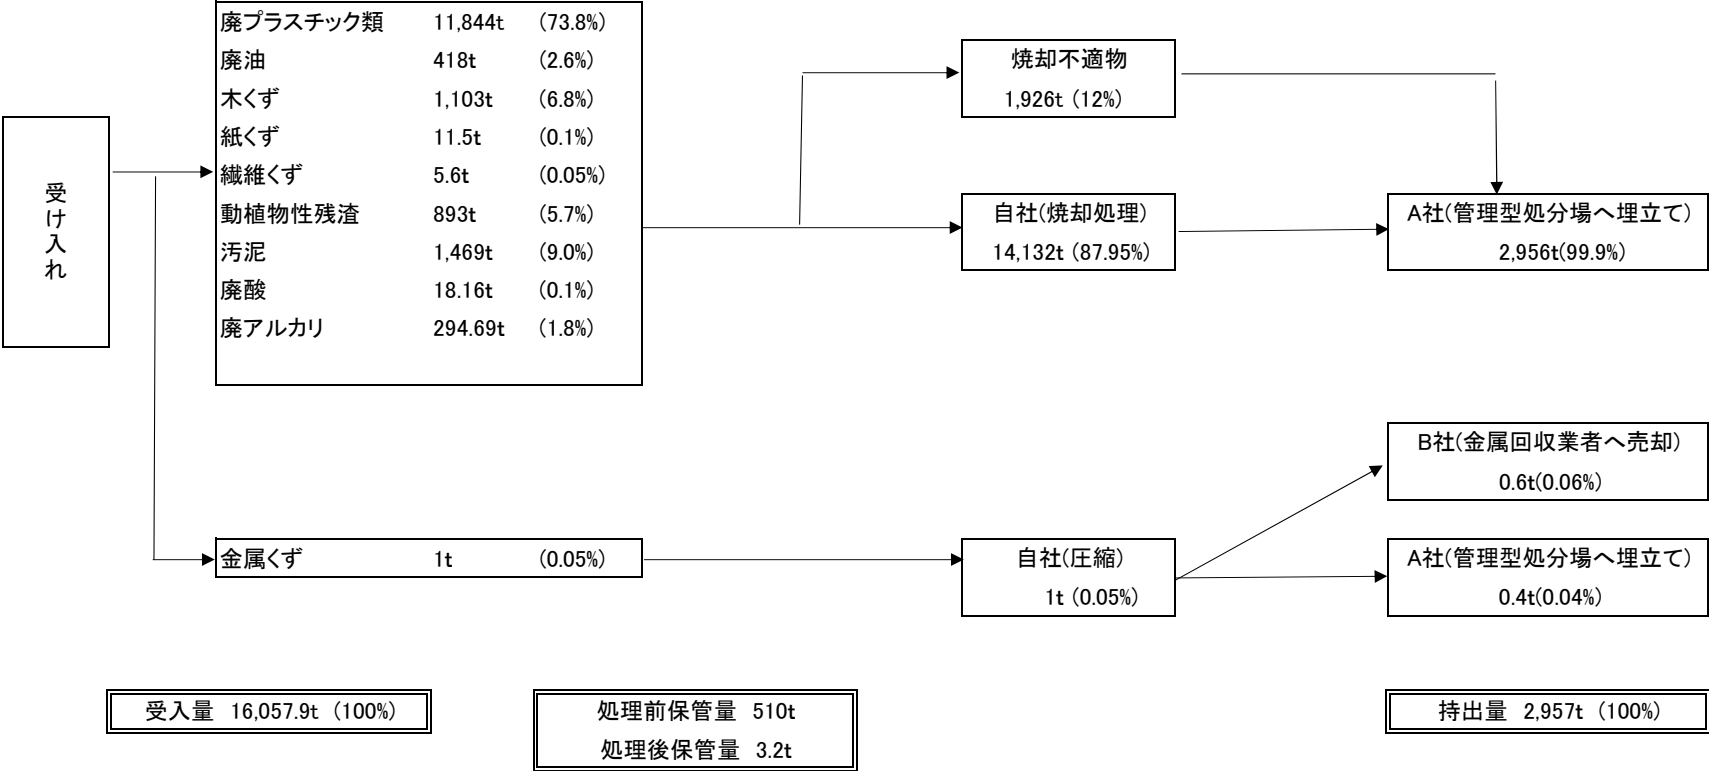 受け入れ
廃プラスチック類 11,844t (73.8%)
廃油 418t (2.6%)
木くず 1,103t (6.8%)
紙くず 11.5t (0.1%)
繊維くず 5.6t (0.05%)
動植物性残渣 893t (5.7%)
汚泥 1,469t (9.0%)
廃酸 18.16t (0.1%)
廃アルカリ 294.69t (1.8%)
焼却不適物
1,926t (12%)
自社(焼却処理)
14,132t (87.95%)
A社(管理型処分場へ埋立て)
2,956t(99.9%)
金属くず 1t (0.05%)
自社(圧縮)
1t (0.05%)
B社(金属回収業者へ売却)
0.6t(0.06%)
A社(管理型処分場へ埋立て)
0.4t(0.04%)
受入量 16,057.9t (100%)
処理前保管量 510t
処理後保管量 3.2t
持出量 2,957t (100%)